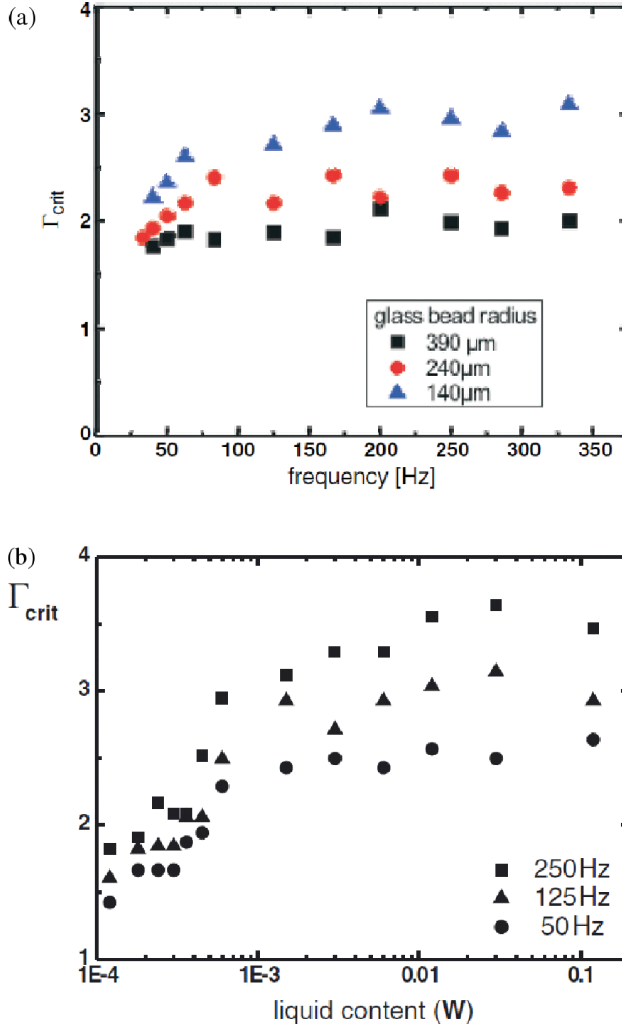 (a)
4
3
2
1
0
Γcrit
glass bead radius
390 µm
240µm
140µm
0 50 100 150 200 250 300 350
frequency [Hz]
(b)
4
Γcrit
3
2
1
250Hz
125Hz
50Hz
1E-4 1E-3 0.01 0.1
liquid content (W)